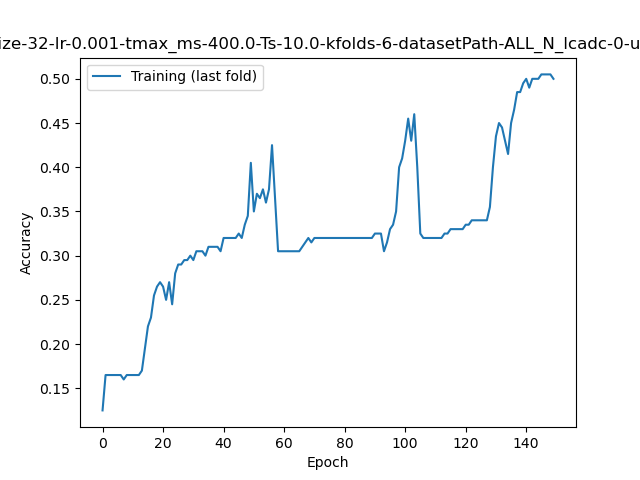 ize-32-lr-0.001-tmax_ms-400.0-Ts-10.0-kfolds-6-datasetPath-ALL_N_lcadc-0-u
Training (last fold)
0.50
0.45
0.40
0.35
0.30
0.25
0.20
0.15
Accuracy
0 20 40 60 80 100 120 140
Epoch